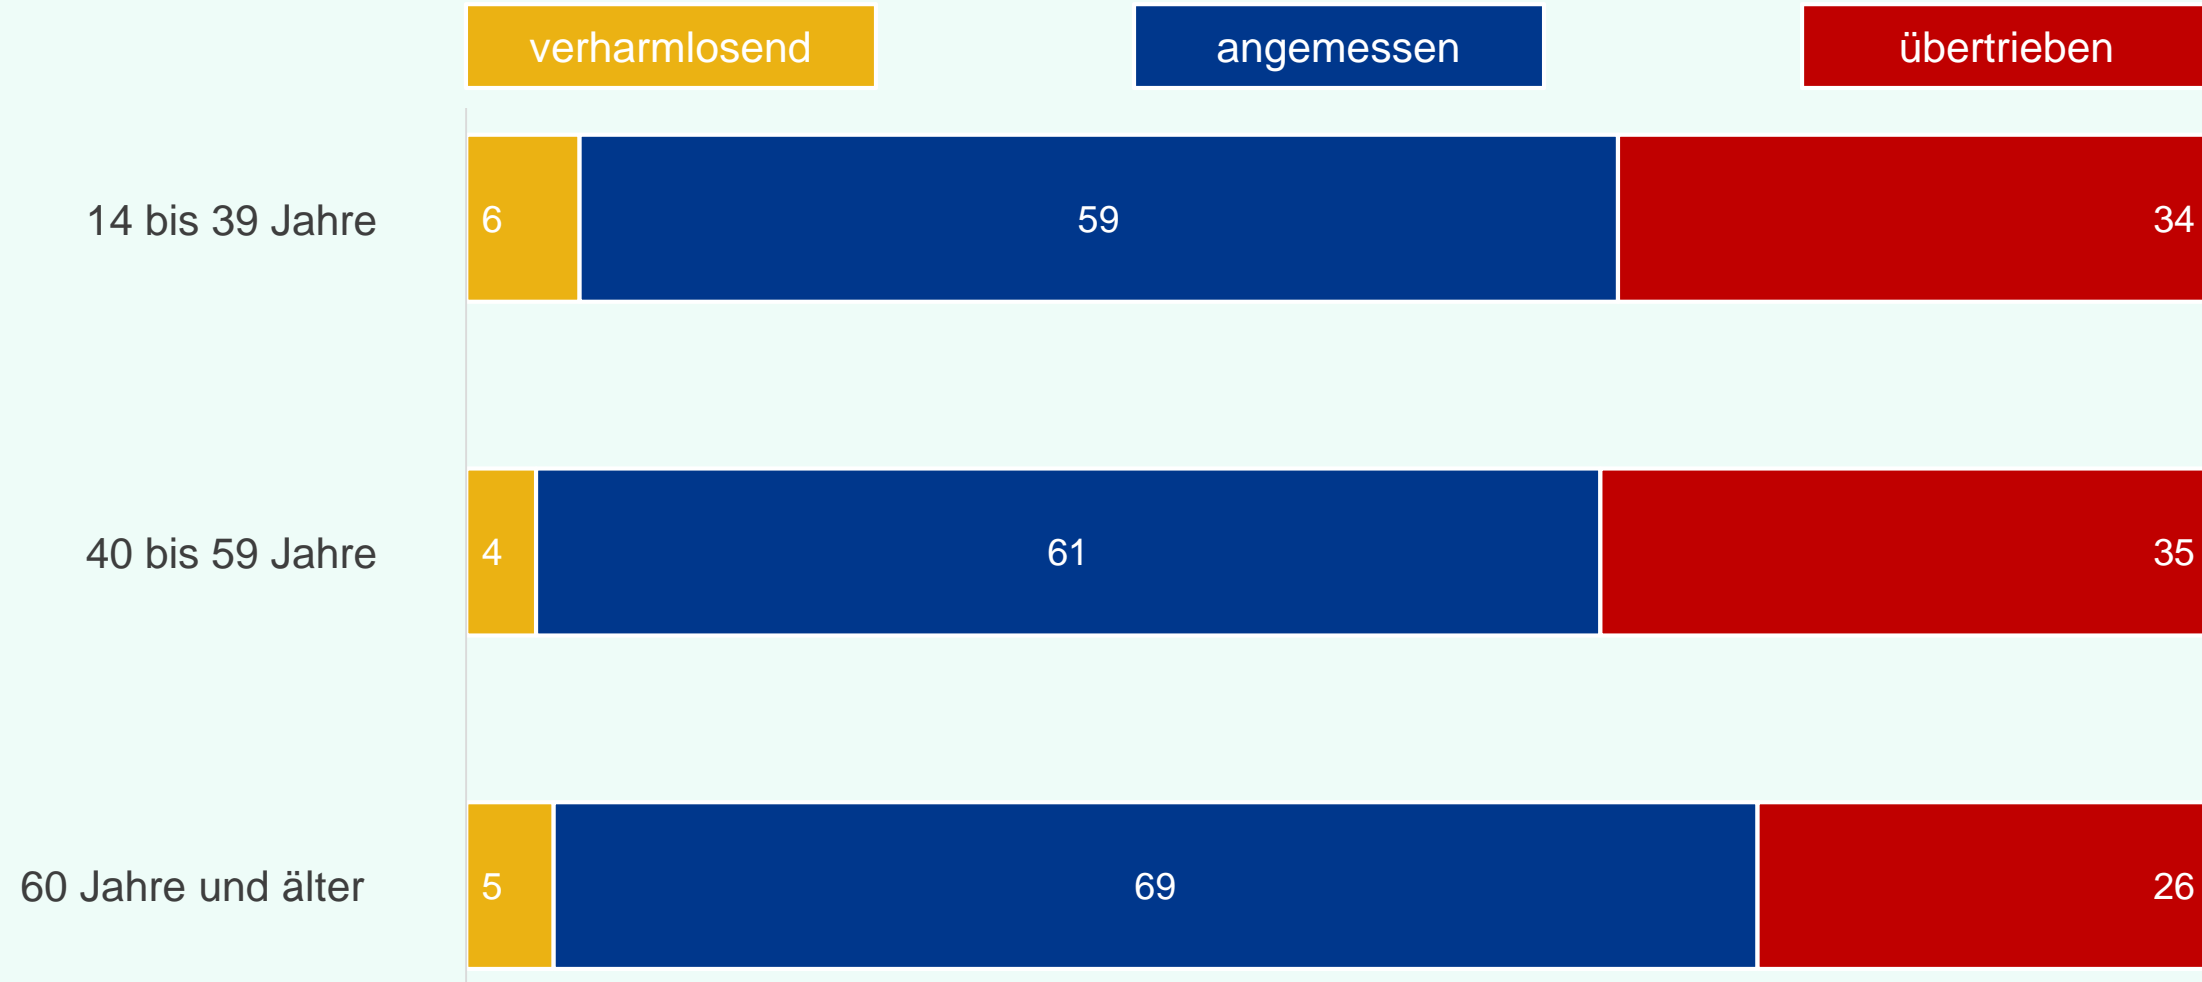 verharmlosend angemessen übertrieben
14 bis 39 Jahre 6 59 34
40 bis 59 Jahre 4 61 35
60 Jahre und älter 5 69 26